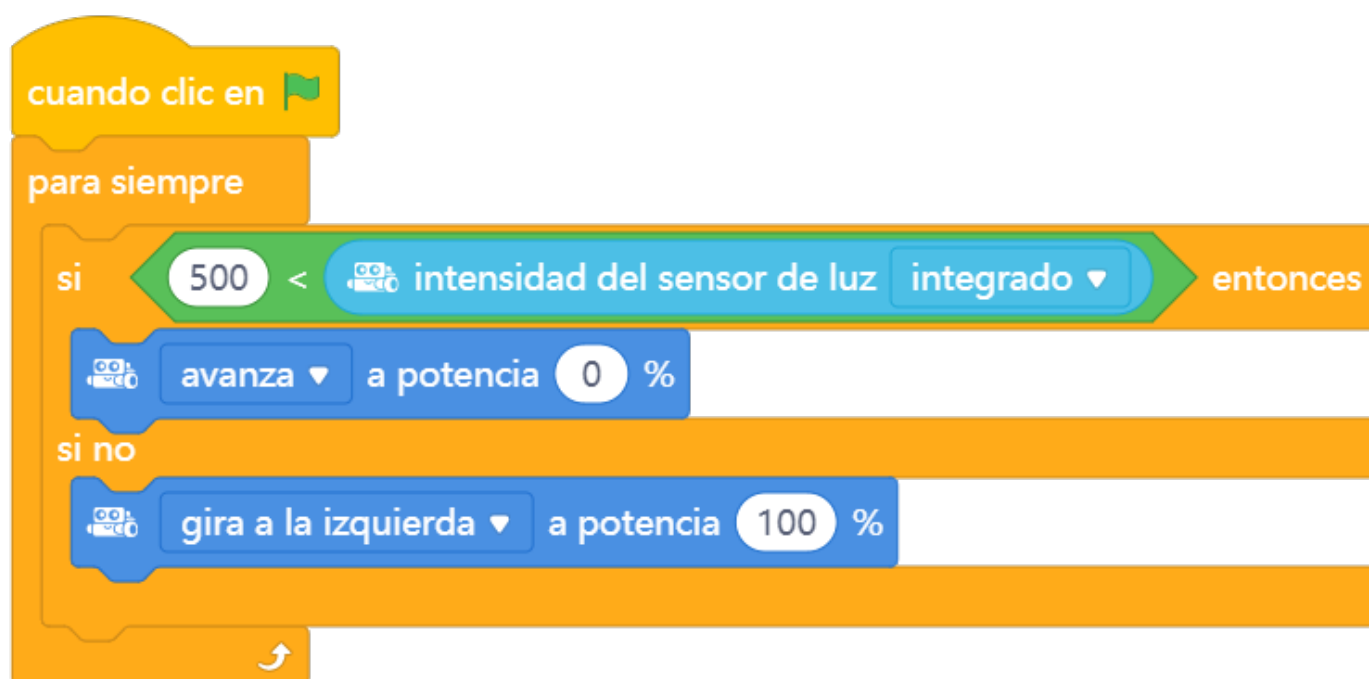 cuando clic en
para siempre
si 500 < intensidad del sensor de luz integrado entonces
avanza a potencia 0 %
si no
gira a la izquierda a potencia 100 %